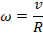 ω = v/R